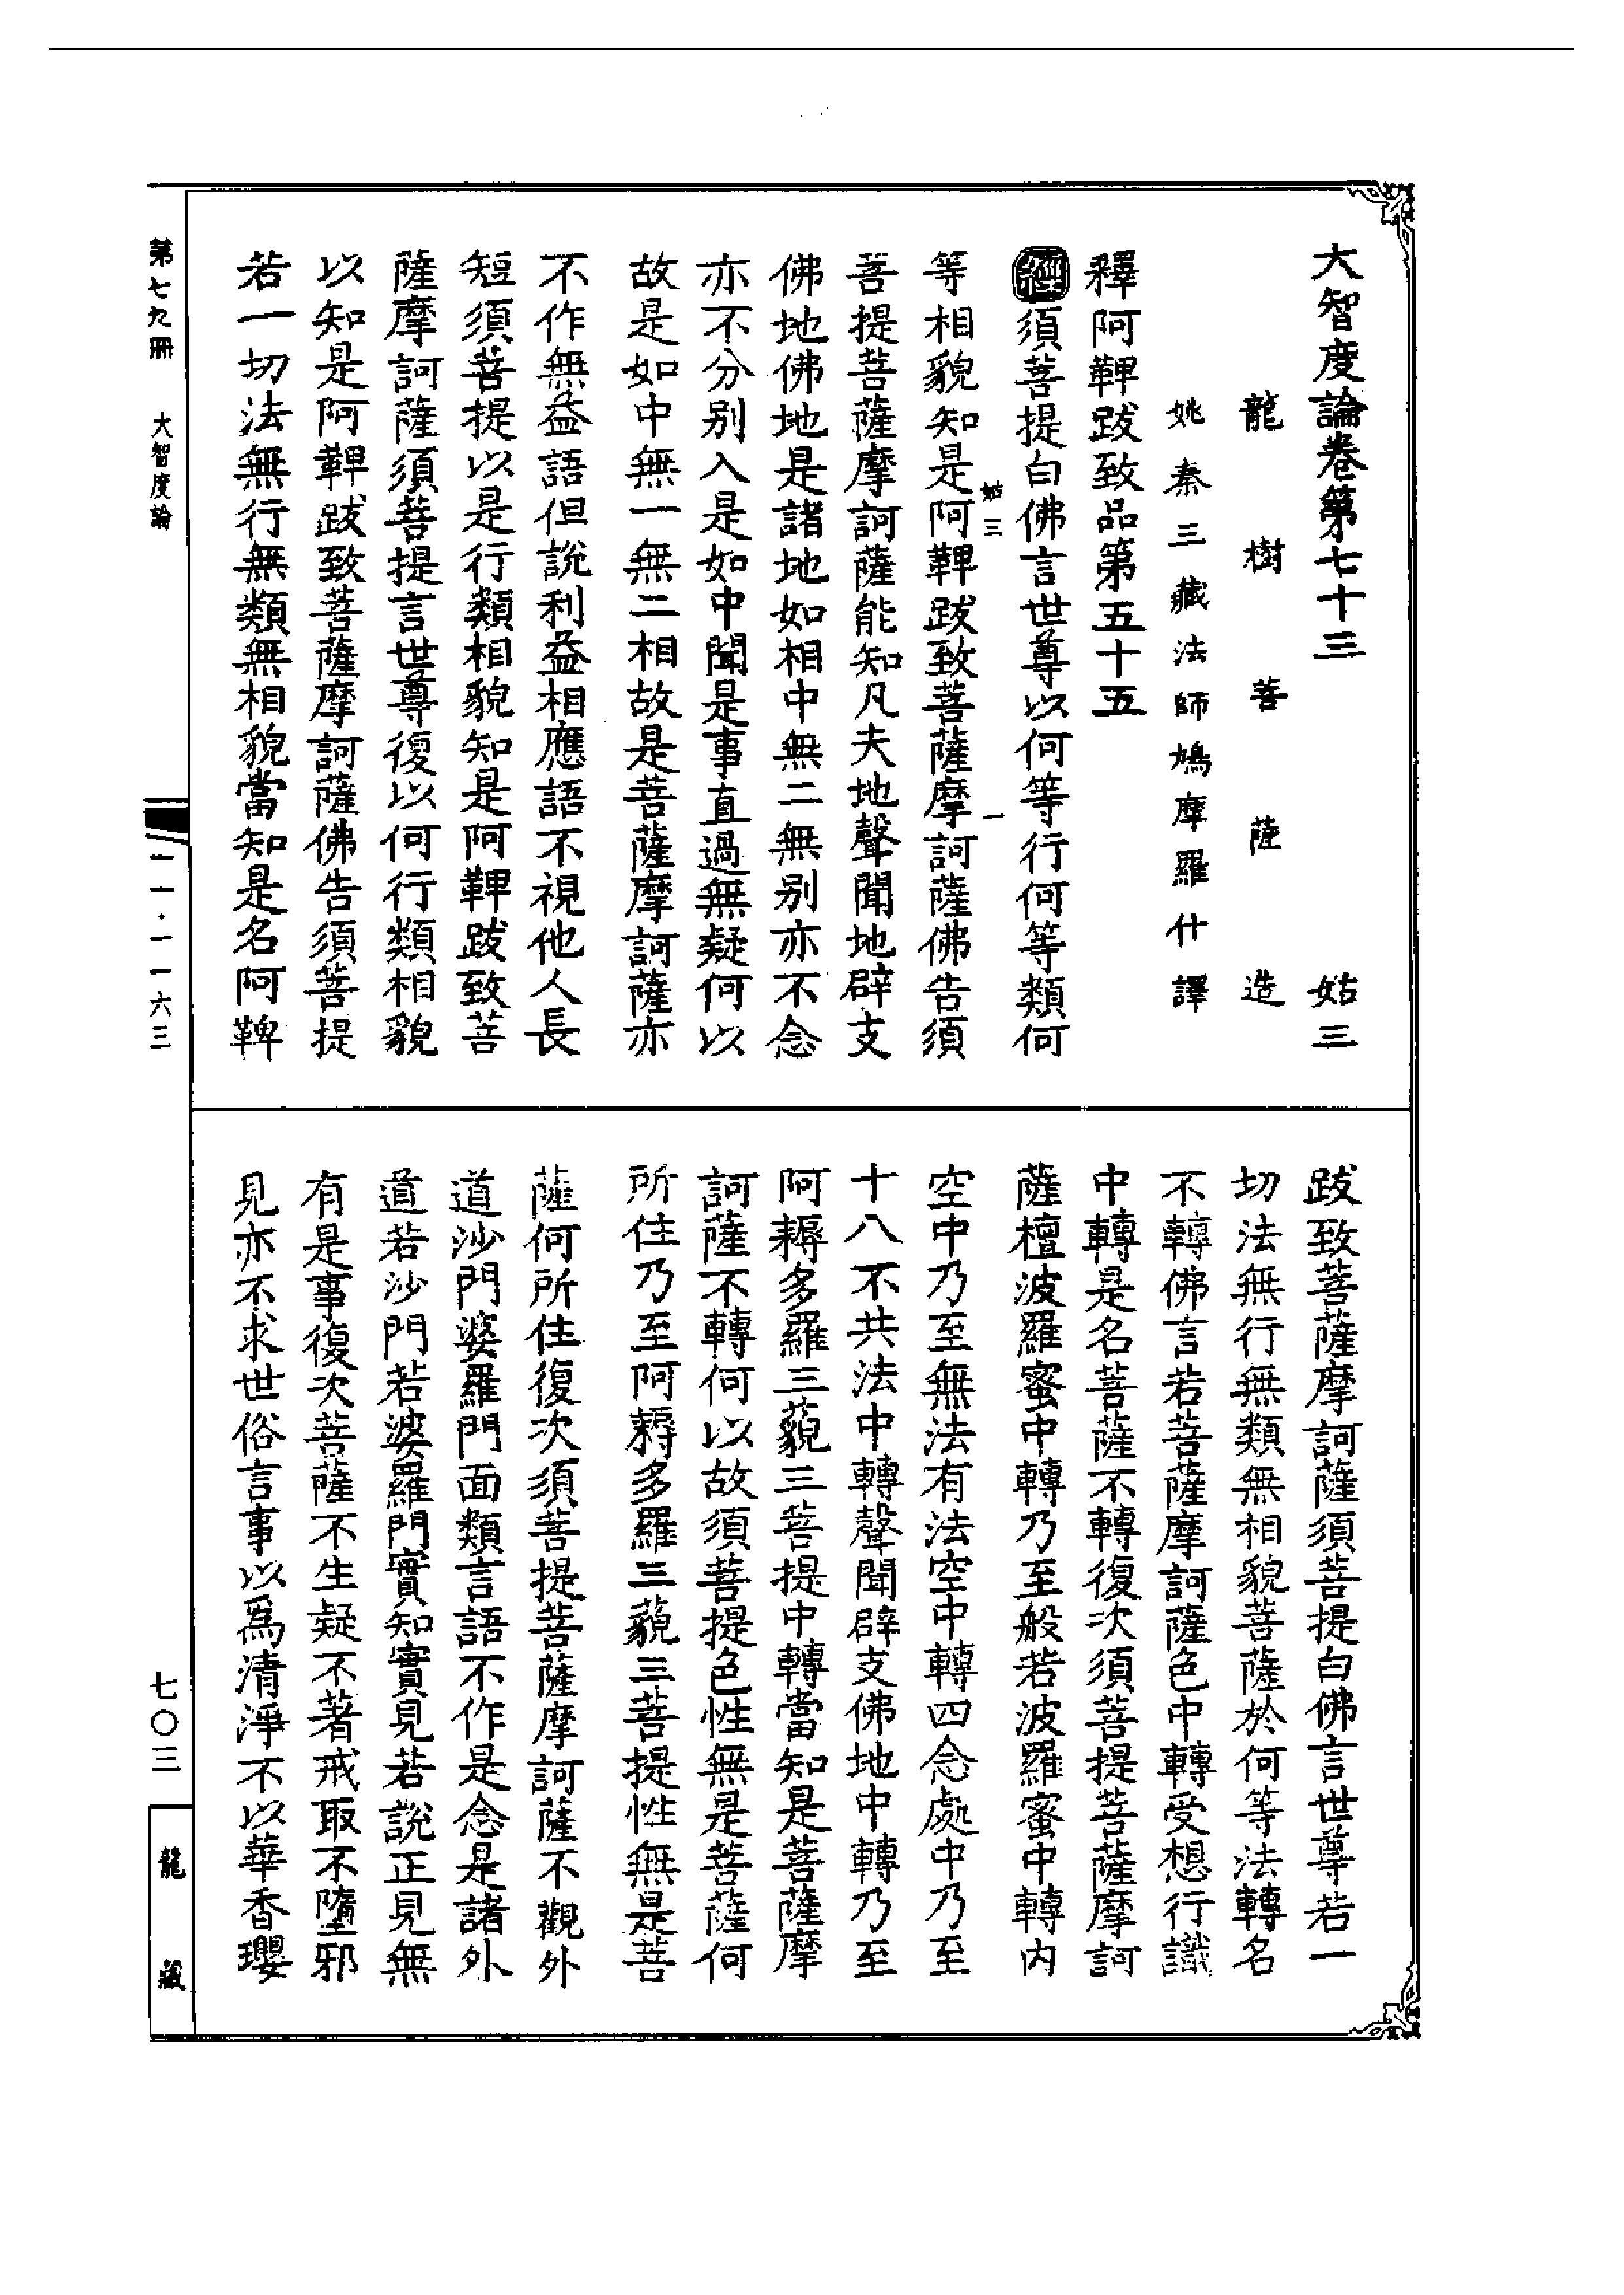 大智度論卷第七十三　姑三
龍樹菩薩造
姚秦三藏法師鳩摩羅什譯
釋阿鞞跋致品第五十五
經須菩提白佛言世尊以何等行何等類何
姑三　一
等相貌知是阿鞞跋致菩薩摩訶薩佛告須
菩提菩薩摩訶薩能知凡夫地聲聞地辟支
佛地佛地是諸地如相中無二無別亦不念
亦不分別入是如中聞是事直過無疑何以
故是如中無一無二相故是菩薩摩訶薩亦
不作無益語但說利益相應語不視他人長
短須菩提以是行類相貌知是阿鞞跋致菩
薩摩訶薩須菩提言世尊復以何行類相貌
以知是阿鞞跋致菩薩摩訶薩佛告須菩提
若一切法無行無類無相貌當知是名阿鞞
跋致菩薩摩訶薩須菩提白佛言世尊若一
切法無行無類無相貌菩薩於何等法轉名
不轉佛言若菩薩摩訶薩色中轉受想行識
中轉是名菩薩不轉復次須菩提菩薩摩訶
薩檀波羅蜜中轉乃至般若波羅蜜中轉內
空中乃至無法有法空中轉四念處中乃至
十八不共法中轉聲聞辟支佛地中轉乃至
阿耨多羅三藐三菩提中轉當知是菩薩摩
訶薩不轉何以故須菩提色性無是菩薩何
所住乃至阿耨多羅三藐三菩提性無是菩
薩何所住復次須菩提菩薩摩訶薩不觀外
道沙門婆羅門面類言語不作是念是諸外
道若沙門若婆羅門實知實見若說正見無
有是事復次菩薩不生疑不著戒取不墮邪
見亦不求世俗言事以為清淨不以華香瓔
第七九冊　大智度論
一一·一一六三
七〇三
龍藏